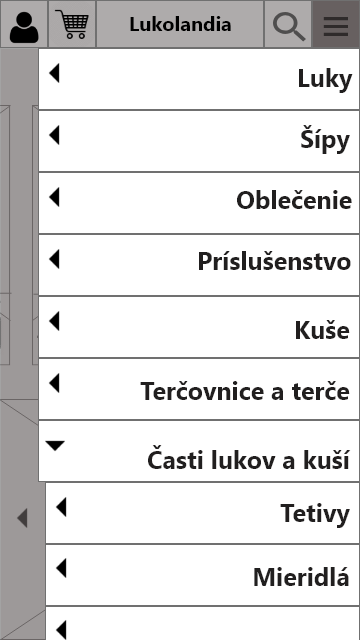 Lukolandia
Luky
Šípy
Oblečenie
Príslušenstvo
Kuše
Terčovnice a terče
Časti lukov a kuší
Tetivy
Mieridlá